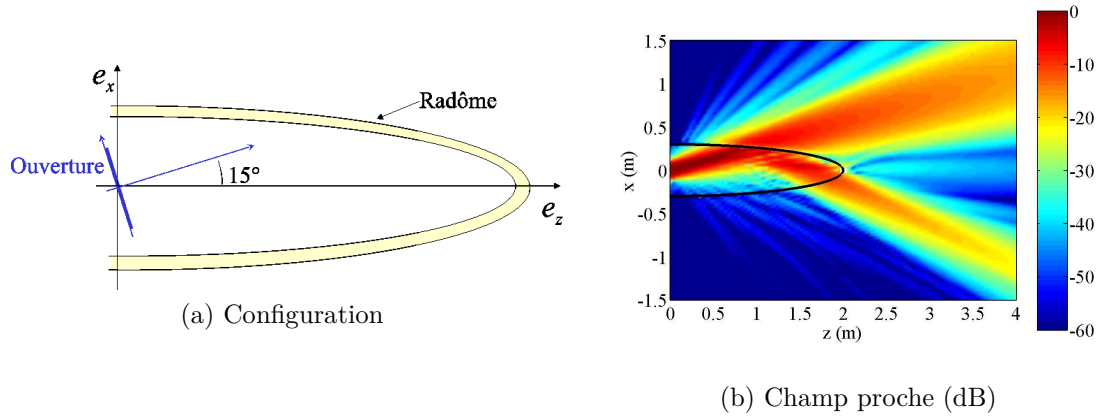 e_x
Radôme
Ouverture
15°
e_z
(a) Configuration
1.5
1
0.5
0
-0.5
-1
-1.5
x (m)
0 0.5 1 1.5 2 2.5 3 3.5 4
z (m)
0
-10
-20
-30
-40
-50
-60
(b) Champ proche (dB)